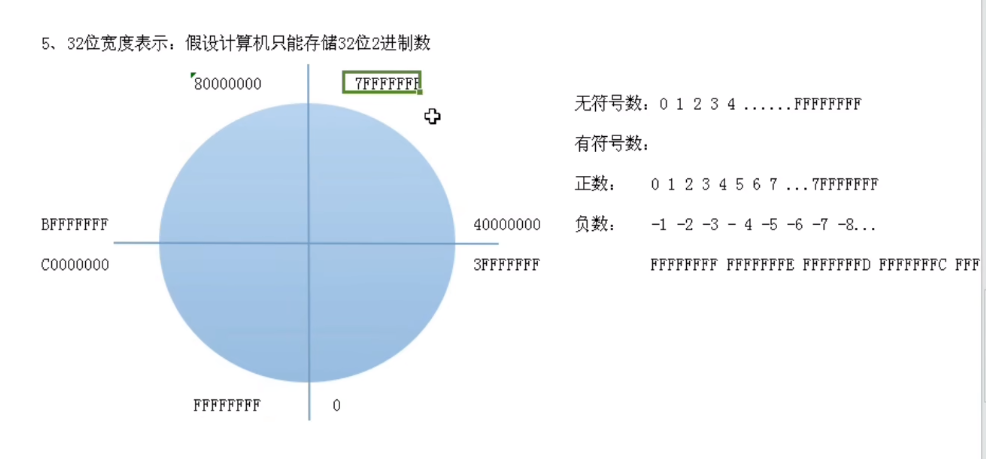 5、32位宽度表示：假设计算机只能存储32位2进制数
80000000 7FFFFFFF
无符号数：0 1 2 3 4 ......FFFFFFFF
有符号数：
正数： 0 1 2 3 4 5 6 7 ...7FFFFFFF
BFFFFFFF 40000000
负数： -1 -2 -3 - 4 -5 -6 -7 -8...
C0000000 3FFFFFFF
FFFFFFFF FFFFFFFE FFFFFFFD FFFFFFFC FFF
FFFFFFFF 0